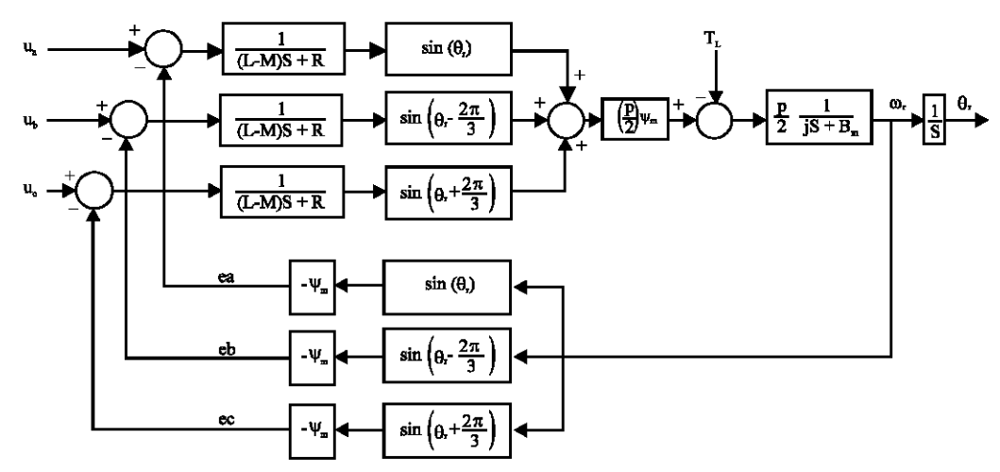 u_a + − 1/((L-M)S + R) sin (θ_r) +
T_L
u_b + − 1/((L-M)S + R) sin (θ_r - 2π/3) + (p/2)ψ_m + − p/2 1/(jS + B_m) ω_r 1/S θ_r
u_c + − 1/((L-M)S + R) sin (θ_r + 2π/3) +
ea -ψ_m sin (θ_r)
eb -ψ_m sin (θ_r - 2π/3)
ec -ψ_m sin (θ_r + 2π/3)